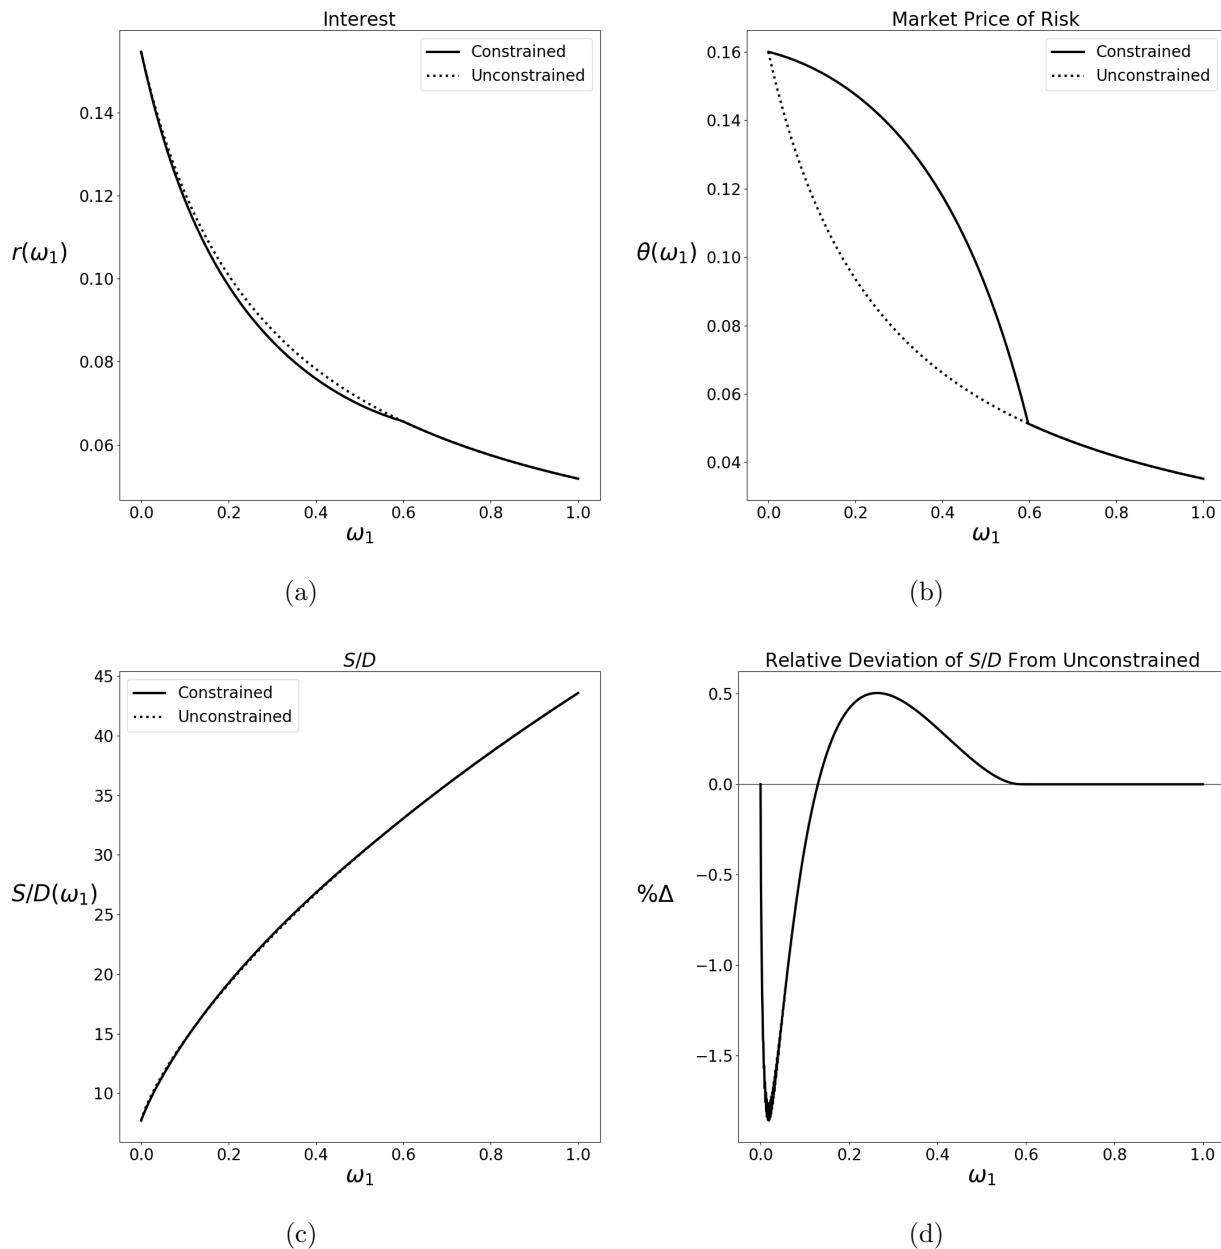 Interest
Constrained
Unconstrained
0.14
0.12
r(ω₁)
0.10
0.08
0.06
0.0 0.2 0.4 0.6 0.8 1.0
ω₁
(a)
Market Price of Risk
Constrained
Unconstrained
0.16
0.14
0.12
θ(ω₁)
0.10
0.08
0.06
0.04
0.0 0.2 0.4 0.6 0.8 1.0
ω₁
(b)
S/D
Constrained
Unconstrained
45
40
35
30
S/D(ω₁)
25
20
15
10
0.0 0.2 0.4 0.6 0.8 1.0
ω₁
(c)
Relative Deviation of S/D From Unconstrained
0.5
0.0
−0.5
%Δ
−1.0
−1.5
0.0 0.2 0.4 0.6 0.8 1.0
ω₁
(d)